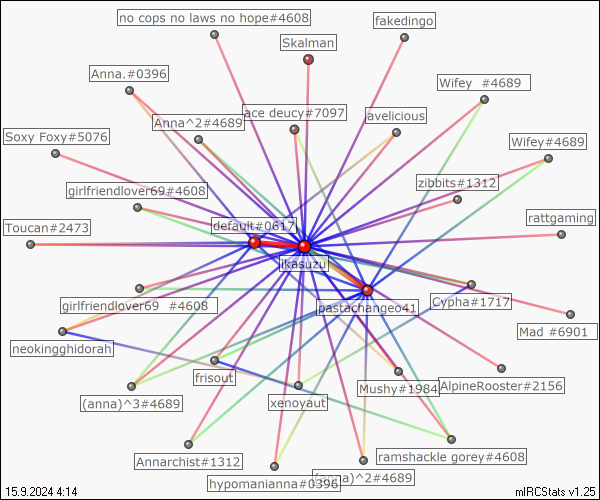 no cops no laws no hope#4608
fakedingo
Skalman
Anna.#0396
Wifey #4689
ace deucy#7097
avelicious
Anna^2#4689
Soxy Foxy#5076
Wifey#4689
zibbits#1312
girlfriendlover69#4608
default#0617
Toucan#2473
rattgaming
jkasuzu
girlfriendlover69 #4608
pastachangeo41
Cypha#1717
Mad #6901
neokingghidorah
frisout
Mushy#1984
AlpineRooster#2156
(anna)^3#4689
xenoyaut
Annarchist#1312
ramshackle gorey#4608
hypomanianna#0396
(anna)^2#4689
15.9.2024 4:14
mIRCStats v1.25